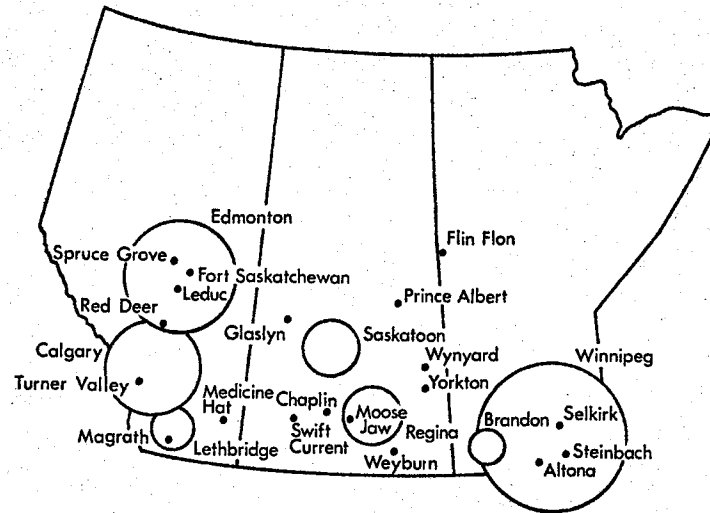 Edmonton
Flin Flon
Spruce Grove
Fort Saskatchewan
Leduc
Prince Albert
Red Deer
Glaslyn
Saskatoon
Calgary
Wynyard
Winnipeg
Turner Valley
Yorkton
Medicine
Hat
Chaplin
Moose
Jaw
Brandon
Selkirk
Swift
Current
Regina
Magrath
Lethbridge
Weyburn
Steinbach
Altona